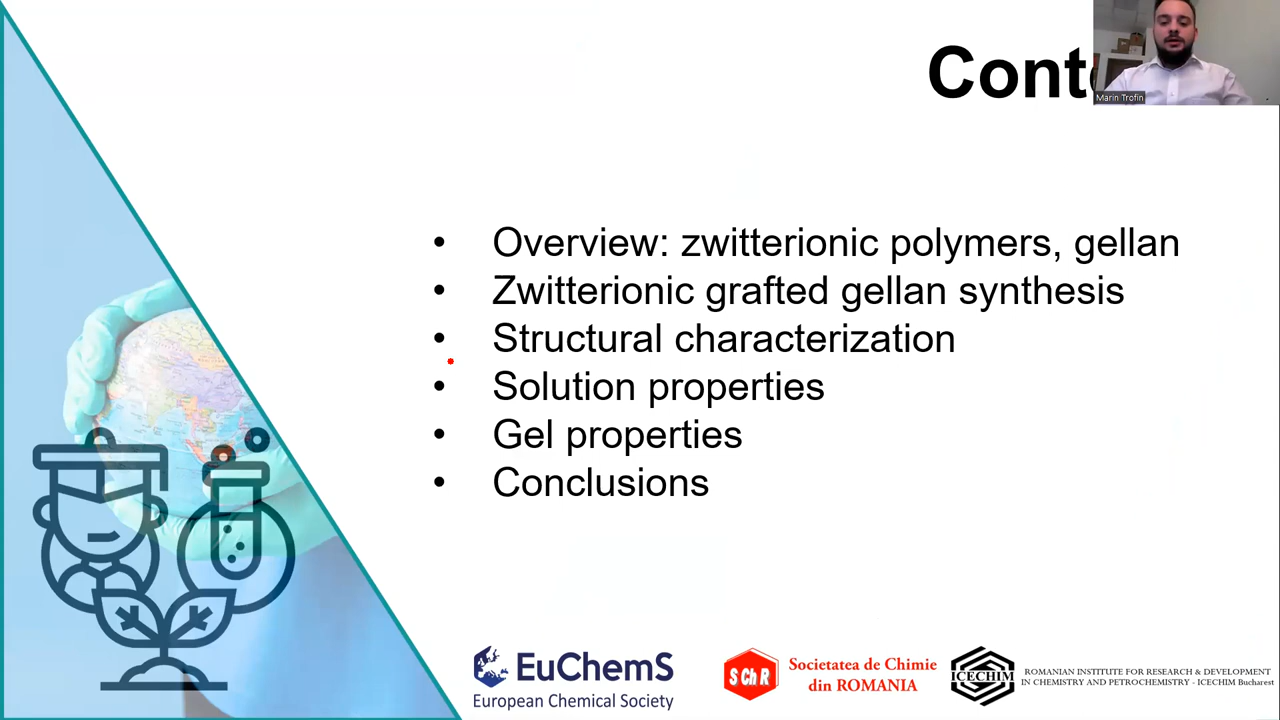 Cont
Marin Trofin
• Overview: zwitterionic polymers, gellan
• Zwitterionic grafted gellan synthesis
• Structural characterization
• Solution properties
• Gel properties
• Conclusions
EuChemS
European Chemical Society
S Ch R
Societatea de Chimie
din ROMANIA
ICECHIM
ROMANIAN INSTITUTE FOR RESEARCH & DEVELOPMENT
IN CHEMISTRY AND PETROCHEMISTRY - ICECHIM Bucharest